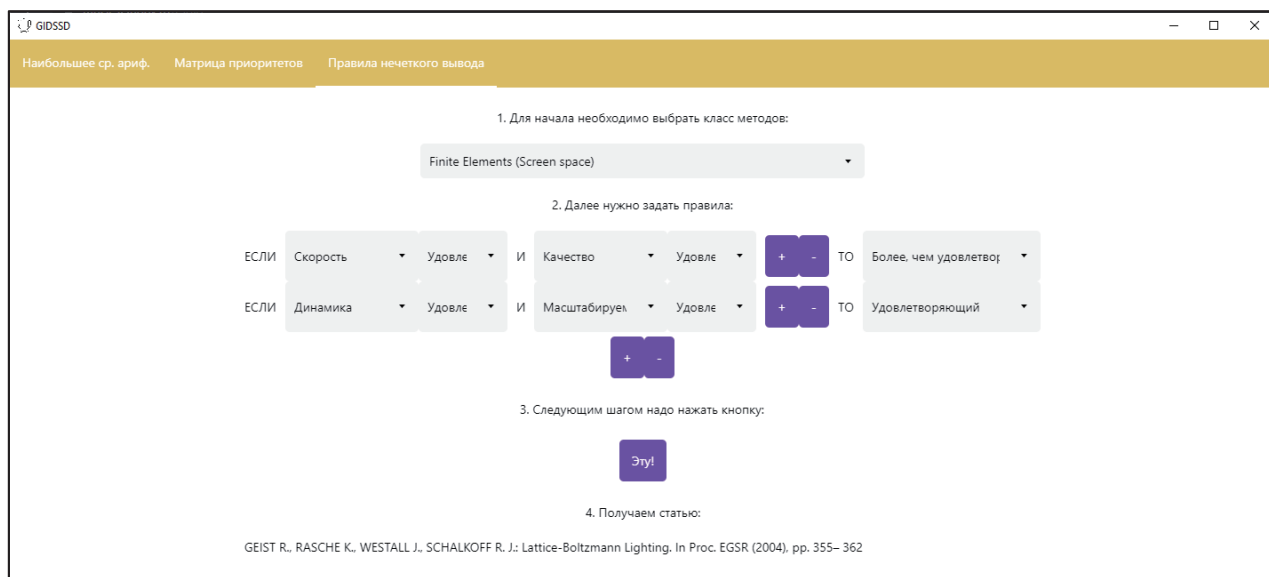 GIDSSD
Наибольшее ср. ариф. Матрица приоритетов Правила нечеткого вывода
1. Для начала необходимо выбрать класс методов:
Finite Elements (Screen space)
2. Далее нужно задать правила:
ЕСЛИ Скорость Удовле И Качество Удовле + - ТО Более, чем удовлетвор
ЕСЛИ Динамика Удовле И Масштабируем Удовле + - ТО Удовлетворяющий
+ -
3. Следующим шагом надо нажать кнопку:
Эту!
4. Получаем статью:
GEIST R., RASCHE K., WESTALL J., SCHALKOFF R. J.: Lattice-Boltzmann Lighting. In Proc. EGSR (2004), pp. 355– 362